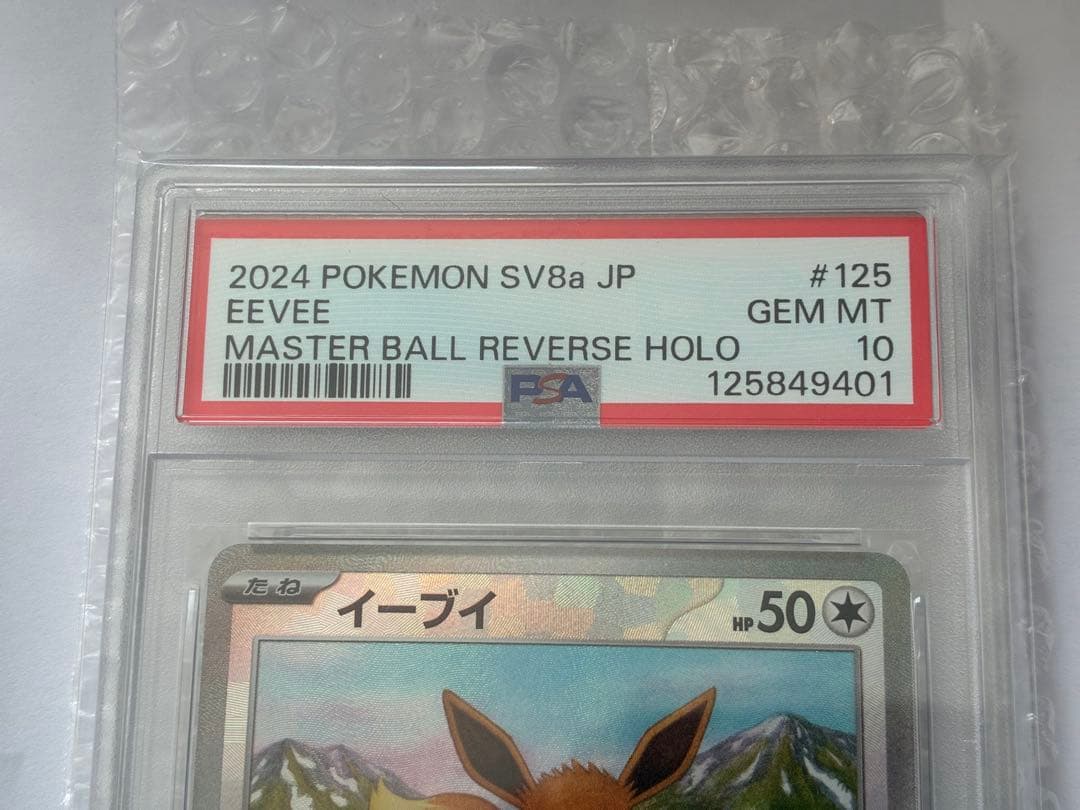 2024 POKEMON SV8a JP #125
EEVEE GEM MT
MASTER BALL REVERSE HOLO 10
PSA 125849401
たね イーブイ HP50